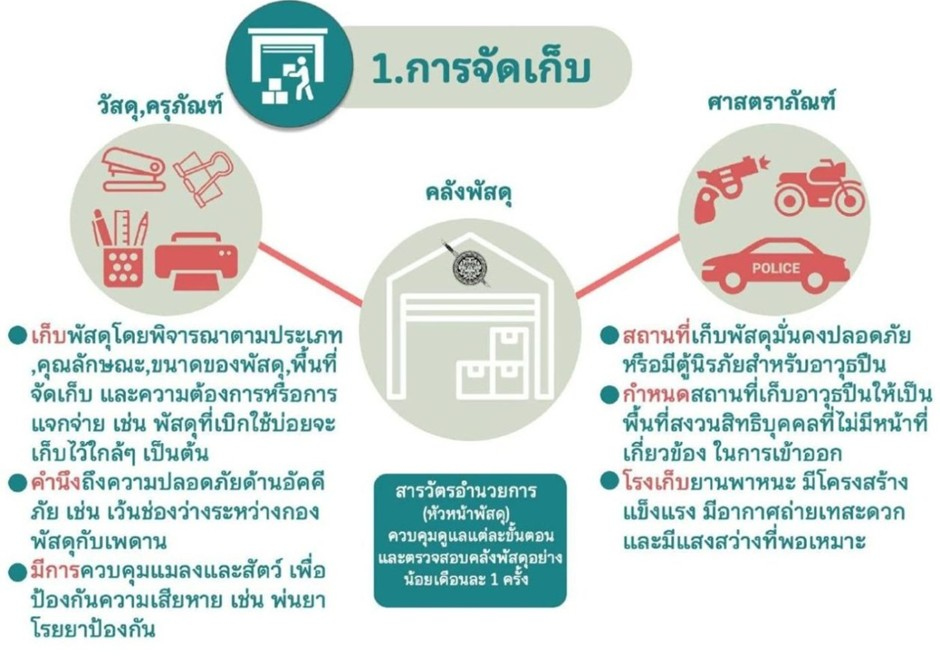 1.การจัดเก็บ
วัสดุ,ครุภัณฑ์
ศาสตราภัณฑ์
คลังพัสดุ
POLICE
เก็บพัสดุโดยพิจารณาตามประเภท
,คุณลักษณะ,ขนาดของพัสดุ,พื้นที่
จัดเก็บ และความต้องการหรือการ
แจกจ่าย เช่น พัสดุที่เบิกใช้บ่อยจะ
เก็บไว้ใกล้ๆ เป็นต้น
คำนึงถึงความปลอดภัยด้านอัคคี
ภัย เช่น เว้นช่องว่างระหว่างกอง
พัสดุกับเพดาน
มีการควบคุมแมลงและสัตว์ เพื่อ
ป้องกันความเสียหาย เช่น พ่นยา
โรยยาป้องกัน
สารวัตรอำนวยการ
(หัวหน้าพัสดุ)
ควบคุมดูแลแต่ละขั้นตอน
และตรวจสอบคลังพัสดุอย่าง
น้อยเดือนละ 1 ครั้ง
สถานที่เก็บพัสดุมั่นคงปลอดภัย
หรือมีตู้นิรภัยสำหรับอาวุธปืน
กำหนดสถานที่เก็บอาวุธปืนให้เป็น
พื้นที่สงวนสิทธิบุคคลที่ไม่มีหน้าที่
เกี่ยวข้อง ในการเข้าออก
โรงเก็บยานพาหนะ มีโครงสร้าง
แข็งแรง มีอากาศถ่ายเทสะดวก
และมีแสงสว่างที่พอเหมาะ